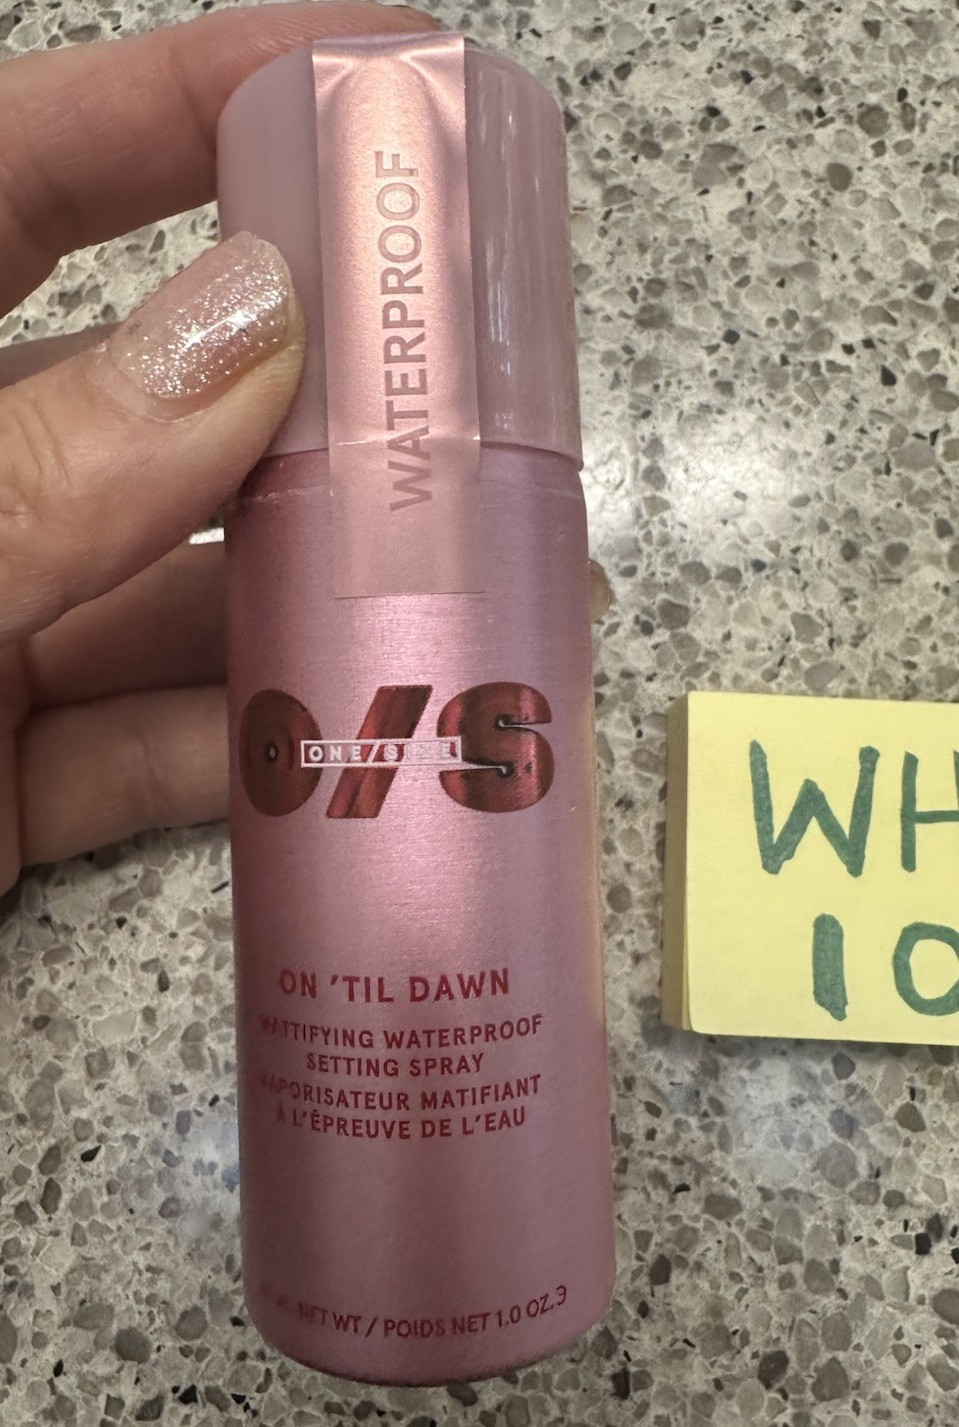 WATERPROOF
O/S
ONE/SIZE
ON 'TIL DAWN
MATTIFYING WATERPROOF
SETTING SPRAY
VAPORISATEUR MATIFIANT
À L'ÉPREUVE DE L'EAU
NET WT / POIDS NET 1.0 OZ.
WH
10